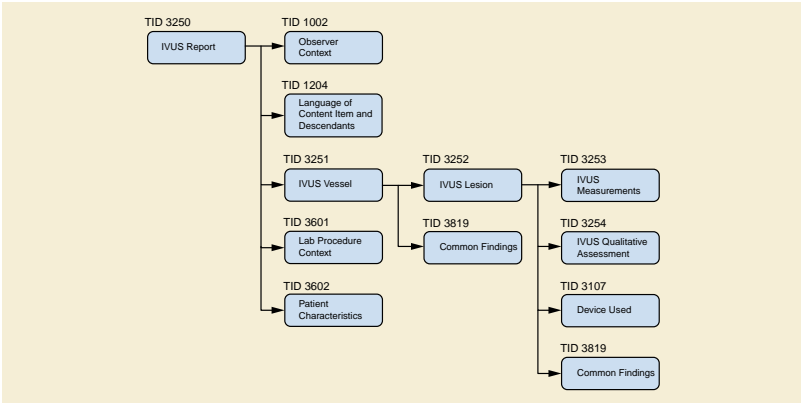 TID 3250
IVUS Report
TID 1002
Observer
Context
TID 1204
Language of
Content Item and
Descendants
TID 3251
IVUS Vessel
TID 3601
Lab Procedure
Context
TID 3602
Patient
Characteristics
TID 3252
IVUS Lesion
TID 3819
Common Findings
TID 3253
IVUS
Measurements
TID 3254
IVUS Qualitative
Assessment
TID 3107
Device Used
TID 3819
Common Findings